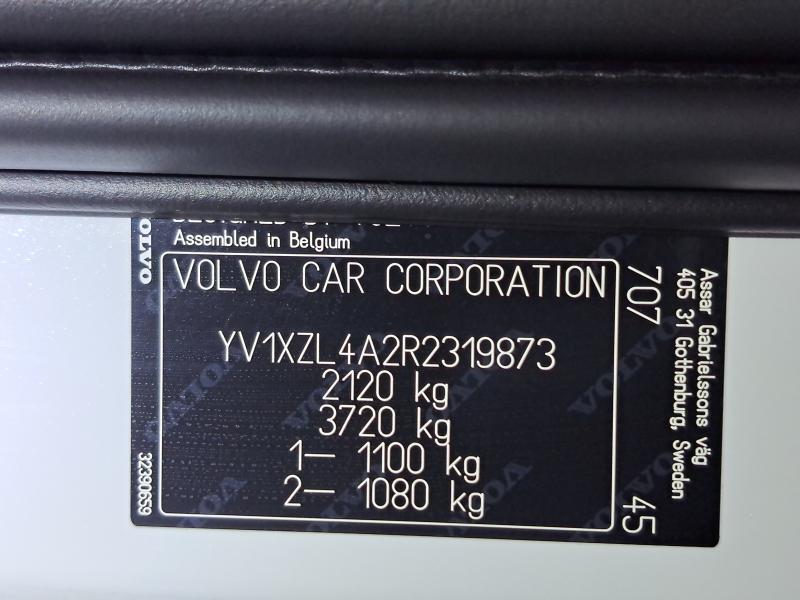 Assembled in Belgium
VOLVO CAR CORPORATION
YV1XZL4A2R2319873
2120 kg
3720 kg
1– 1100 kg
2– 1080 kg
VOLVO
32390659
707
45
Assar Gabrielssons väg
405 31 Gothenburg, Sweden